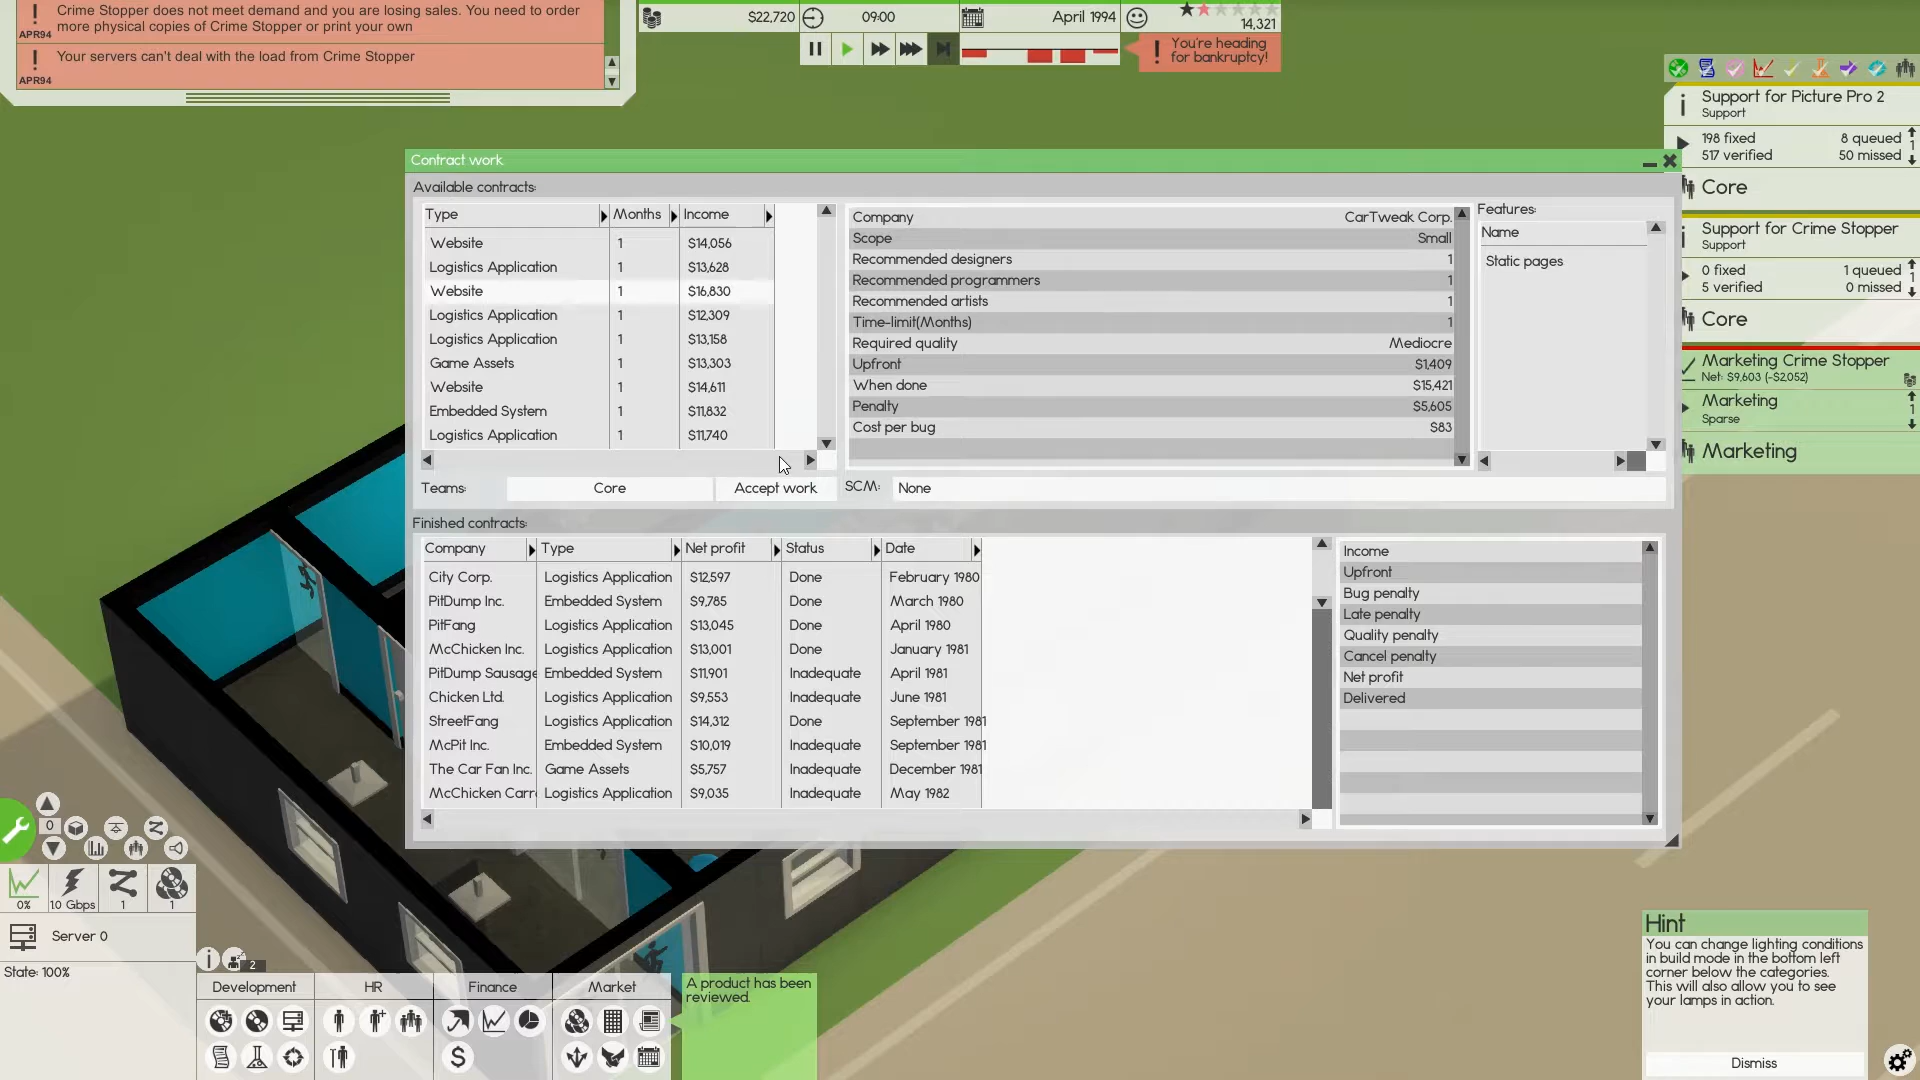 Crime Stopper does not meet demand and you are losing sales. You need to order
more physical copies of Crime Stopper or print your own
APR94
Your servers can't deal with the load from Crime Stopper
APR94
$22,720
09:00
April 1994
14,321
You're heading
for bankruptcy!
Support for Picture Pro 2
Support
198 fixed 8 queued
517 verified 50 missed
1
Core
Support for Crime Stopper
Support
0 fixed 1 queued
5 verified 0 missed
1
Core
Marketing Crime Stopper
Net: $9,603 (-$2,052)
Marketing
Sparse
1
Marketing
Contract work
Available contracts:
Type Months Income
Website 1 $14,056
Logistics Application 1 $13,628
Website 1 $16,830
Logistics Application 1 $12,309
Logistics Application 1 $13,158
Game Assets 1 $13,303
Website 1 $14,611
Embedded System 1 $11,832
Logistics Application 1 $11,740
Company CarTweak Corp.
Scope Small
Recommended designers 1
Recommended programmers 1
Recommended artists 1
Time-limit(Months) 1
Required quality Mediocre
Upfront $1,409
When done $15,421
Penalty $5,605
Cost per bug $83
Features:
Name
Static pages
Teams: Core Accept work SCM: None
Finished contracts:
Company Type Net profit Status Date
City Corp. Logistics Application $12,597 Done February 1980
PitDump Inc. Embedded System $9,785 Done March 1980
PitFang Logistics Application $13,045 Done April 1980
McChicken Inc. Logistics Application $13,001 Done January 1981
PitDump Sausage Embedded System $11,901 Inadequate April 1981
Chicken Ltd. Logistics Application $9,553 Inadequate June 1981
StreetFang Logistics Application $14,312 Done September 1981
McPit Inc. Embedded System $10,019 Inadequate September 1981
The Car Fan Inc. Game Assets $5,757 Inadequate December 1981
McChicken Carr Logistics Application $9,035 Inadequate May 1982
Income
Upfront
Bug penalty
Late penalty
Quality penalty
Cancel penalty
Net profit
Delivered
0
0% 10 Gbps 1 1
Server 0
State: 100%
2
Development HR Finance Market
A product has been
reviewed.
Hint
You can change lighting conditions
in build mode in the bottom left
corner below the categories.
This will also allow you to see
your lamps in action.
Dismiss